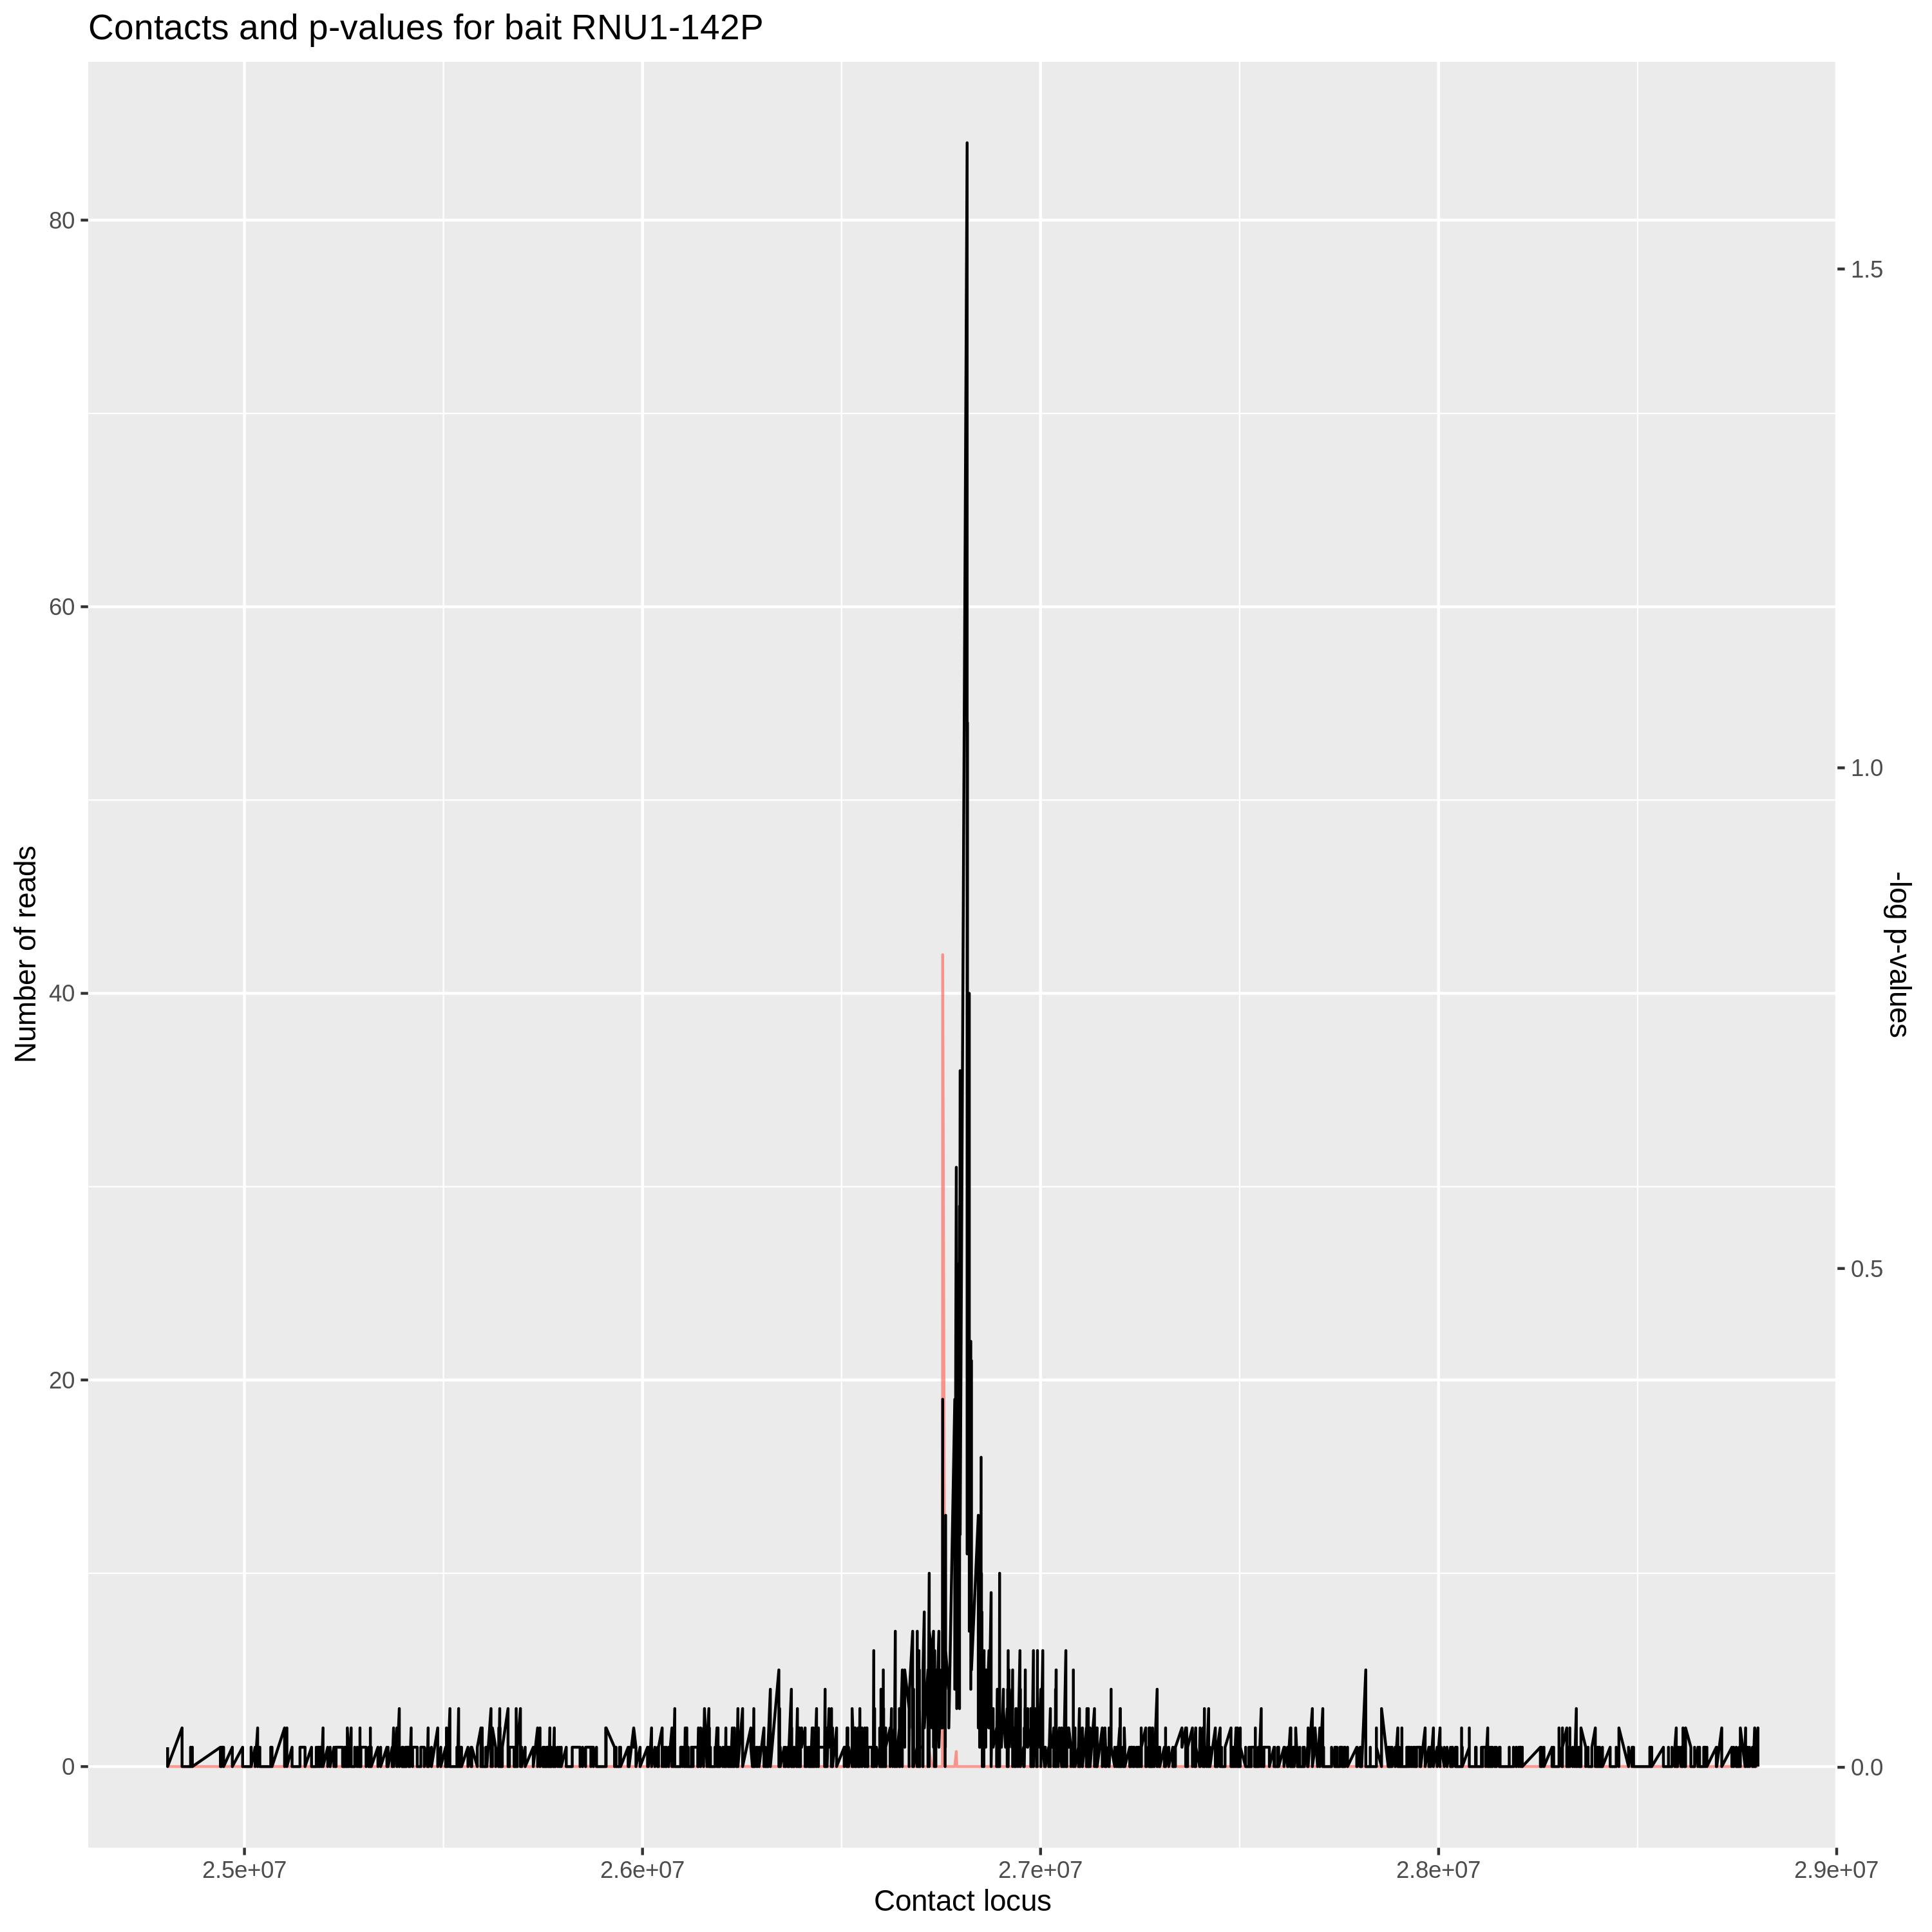 Contacts and p-values for bait RNU1-142P
80
60
40
20
0
Number of reads
1.5
1.0
0.5
0.0
-log p-values
2.5e+07
2.6e+07
2.7e+07
2.8e+07
2.9e+07
Contact locus